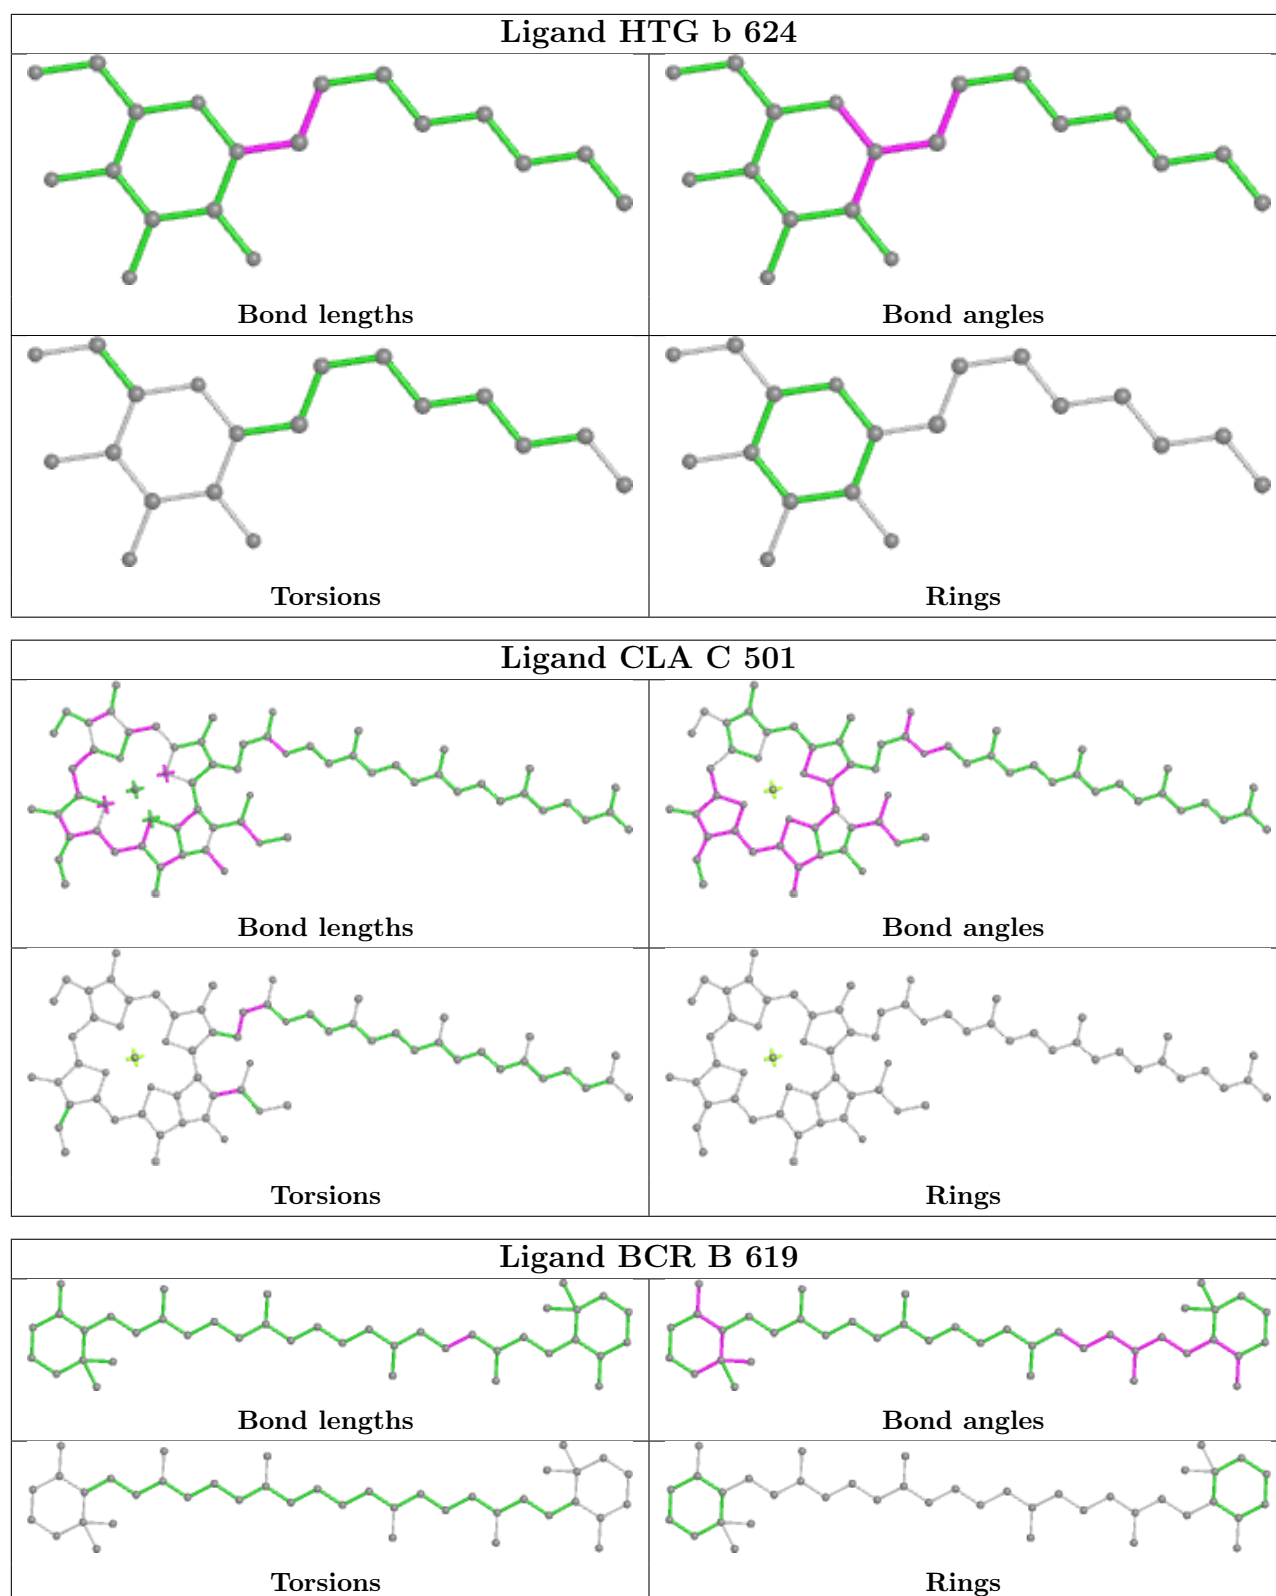 Ligand HTG b 624
Bond lengths
Bond angles
Torsions
Rings
Ligand CLA C 501
Bond lengths
Bond angles
Torsions
Rings
Ligand BCR B 619
Bond lengths
Bond angles
Torsions
Rings